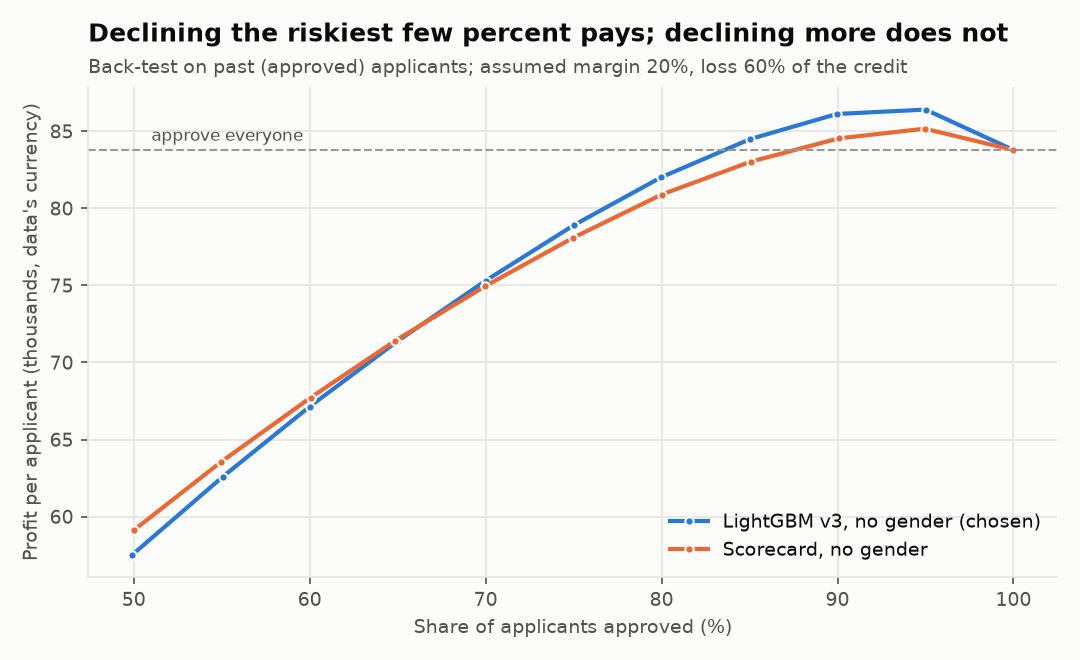 Declining the riskiest few percent pays; declining more does not
Back-test on past (approved) applicants; assumed margin 20%, loss 60% of the credit
Profit per applicant (thousands, data's currency)
85
80
75
70
65
60
approve everyone
LightGBM v3, no gender (chosen)
Scorecard, no gender
50
60
70
80
90
100
Share of applicants approved (%)